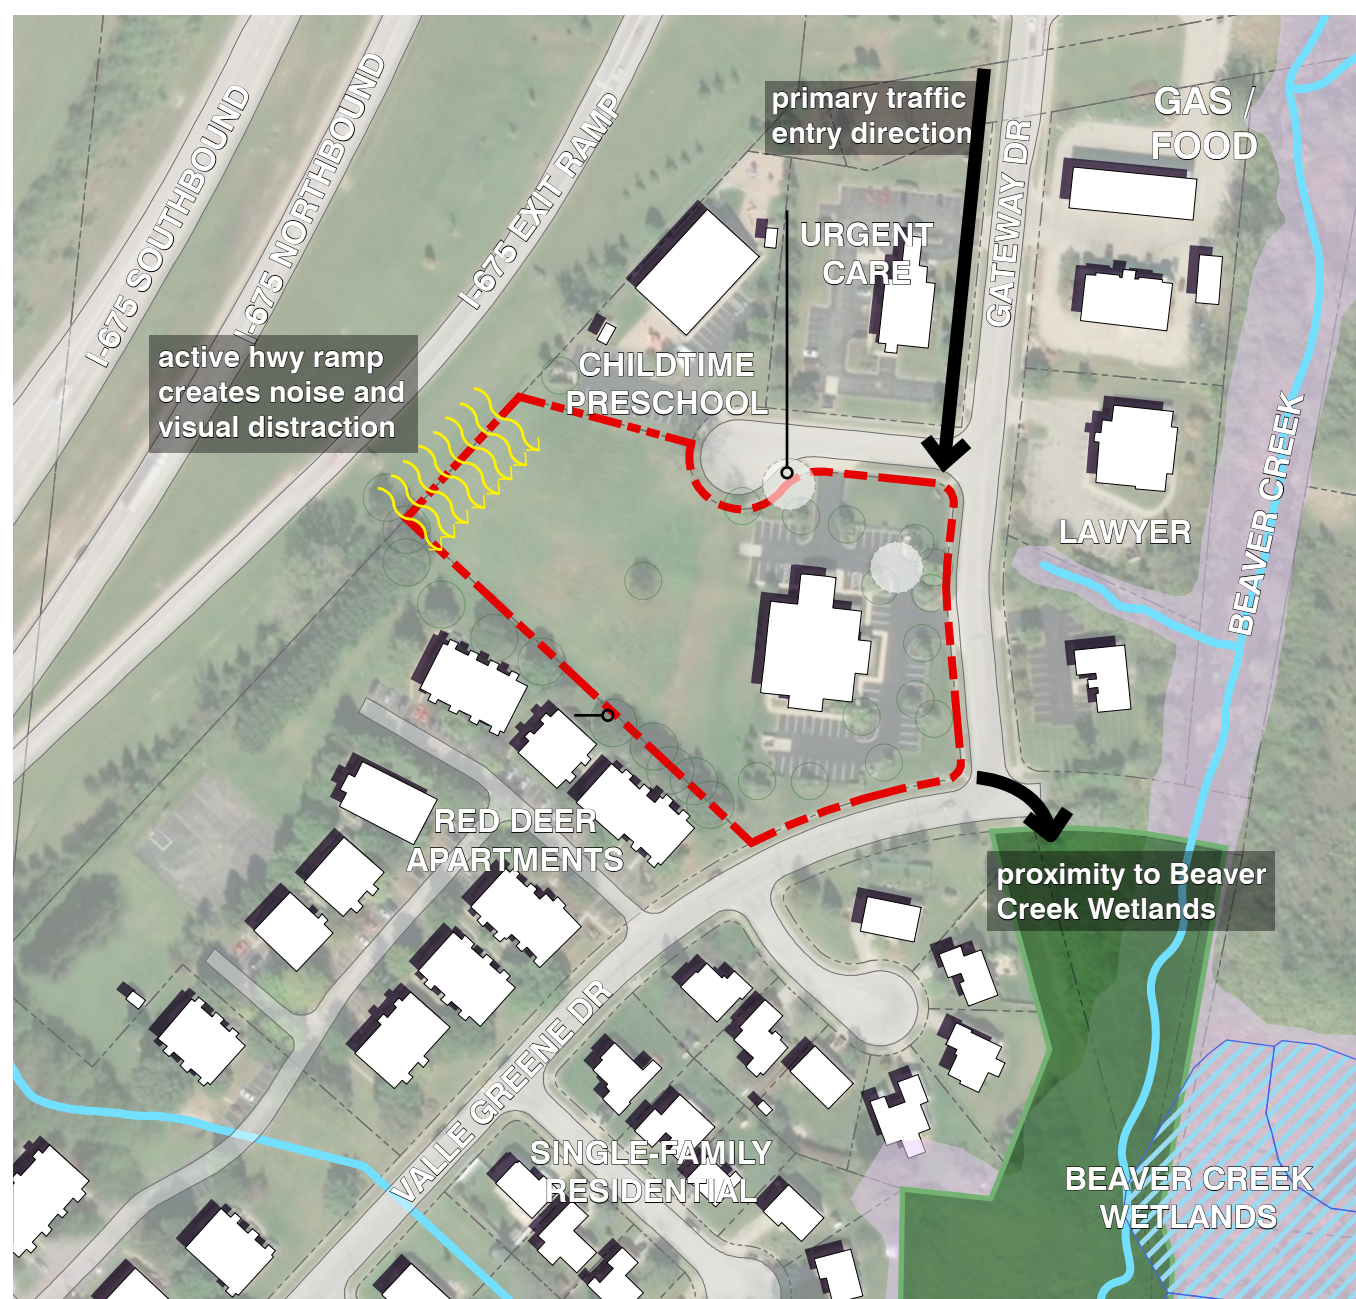 primary traffic
entry direction
GAS /
FOOD
I-675 SOUTHBOUND
I-675 NORTHBOUND
I-675 EXIT RAMP
GATEWAY DR
URGENT
CARE
active hwy ramp
creates noise and
visual distraction
CHILDTIME
PRESCHOOL
BEAVER CREEK
LAWYER
RED DEER
APARTMENTS
proximity to Beaver
Creek Wetlands
VALLE GREENE DR
SINGLE-FAMILY
RESIDENTIAL
BEAVER CREEK
WETLANDS